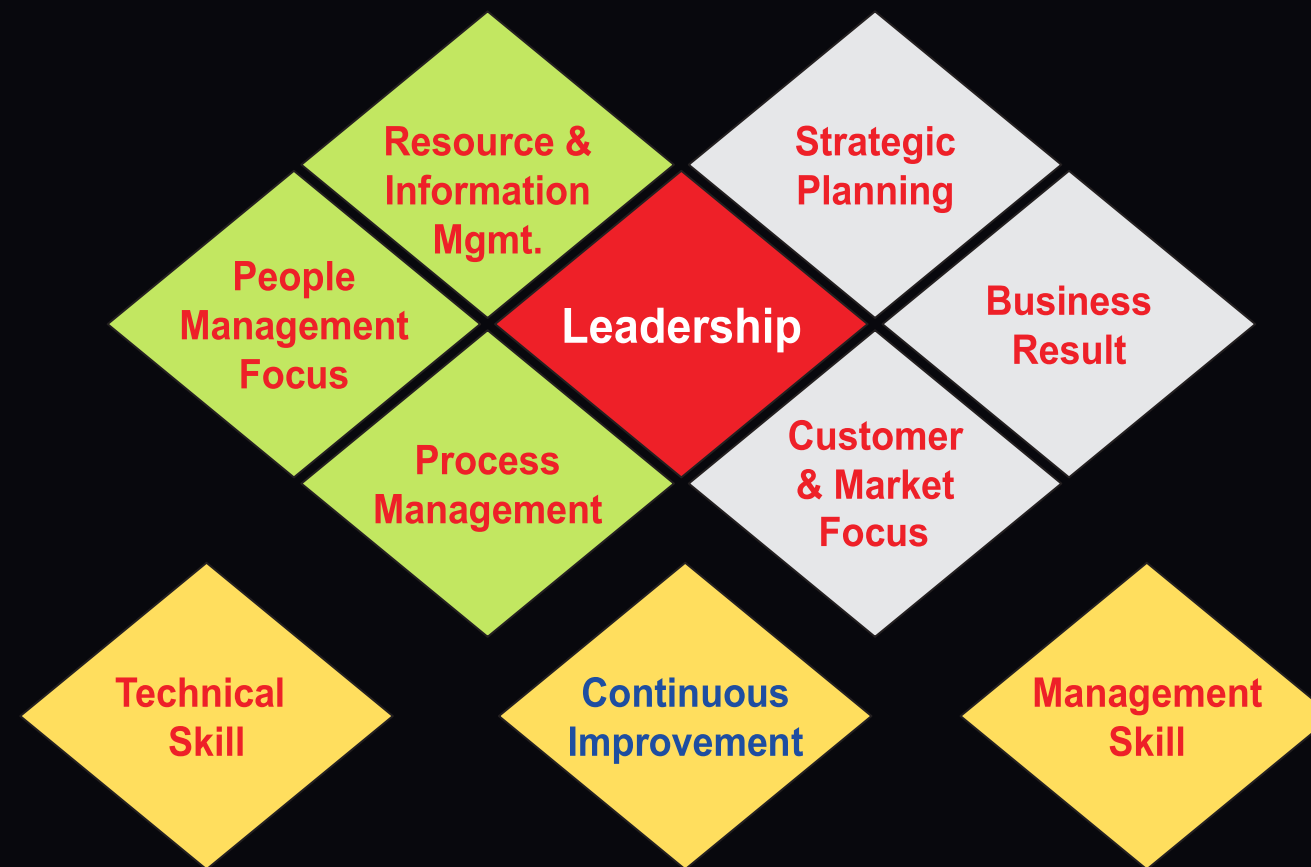 Resource &
Information
Mgmt.
Strategic
Planning
People
Management
Focus
Leadership
Business
Result
Process
Management
Customer
& Market
Focus
Technical
Skill
Continuous
Improvement
Management
Skill